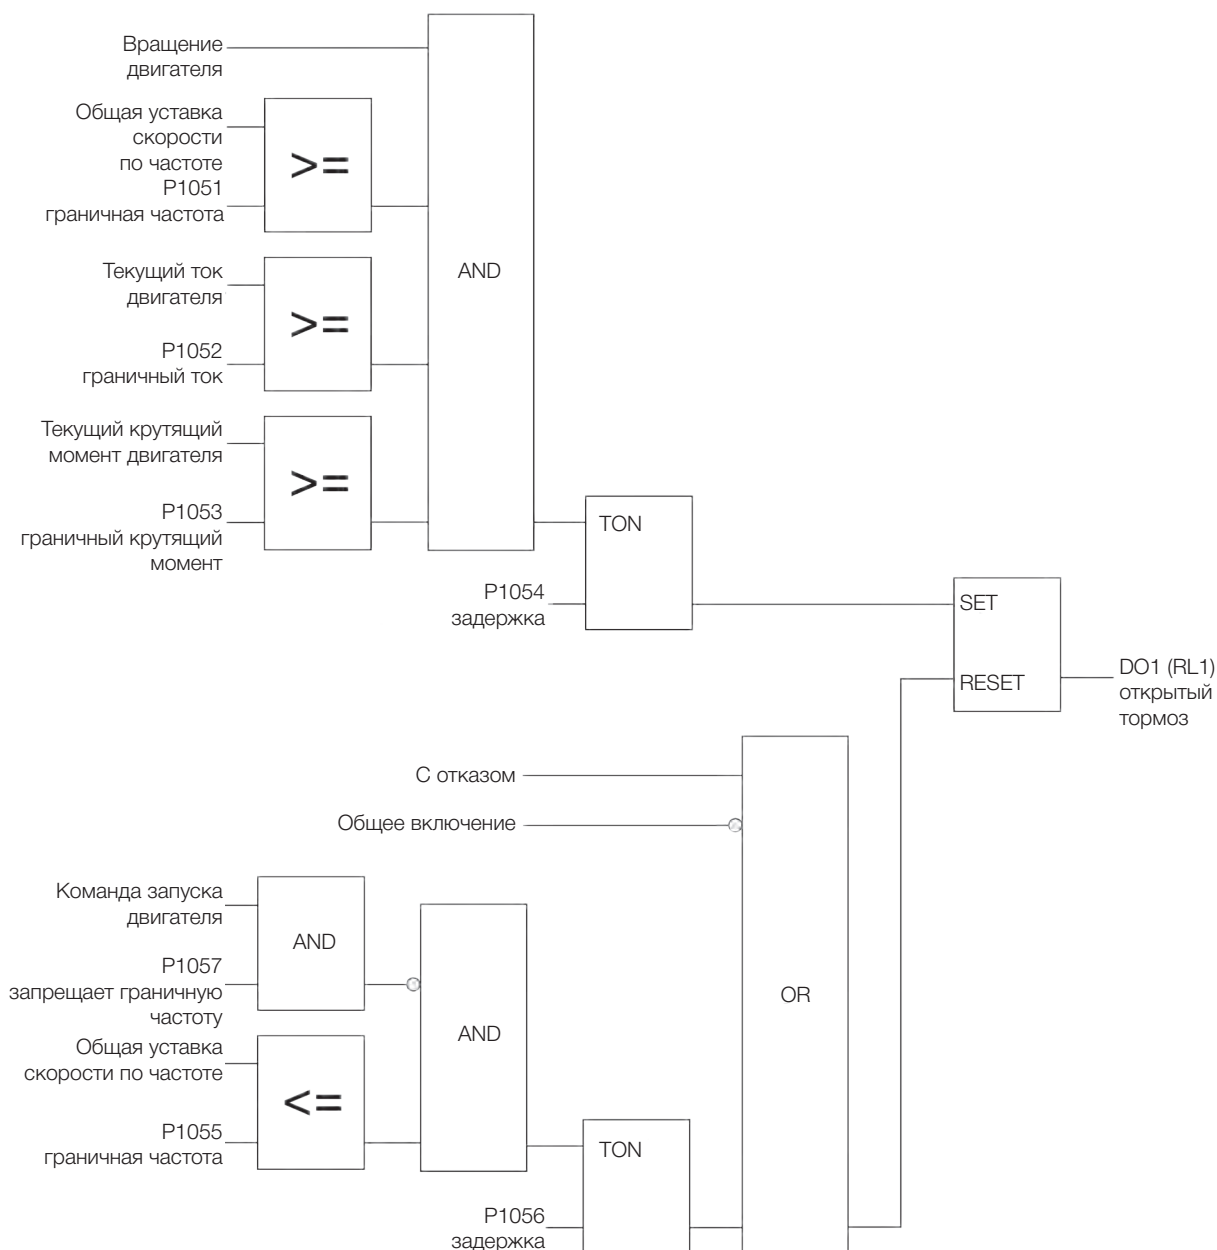 Вращение
двигателя
Общая уставка
скорости
по частоте
P1051
граничная частота
>=
Текущий ток
двигателя
P1052
граничный ток
>=
Текущий крутящий
момент двигателя
P1053
граничный крутящий
момент
>=
AND
TON
P1054
задержка
SET
RESET
DO1 (RL1)
открытый
тормоз
С отказом
Общее включение
Команда запуска
двигателя
P1057
запрещает граничную
частоту
AND
Общая уставка
скорости по частоте
P1055
граничная частота
<=
AND
TON
P1056
задержка
OR